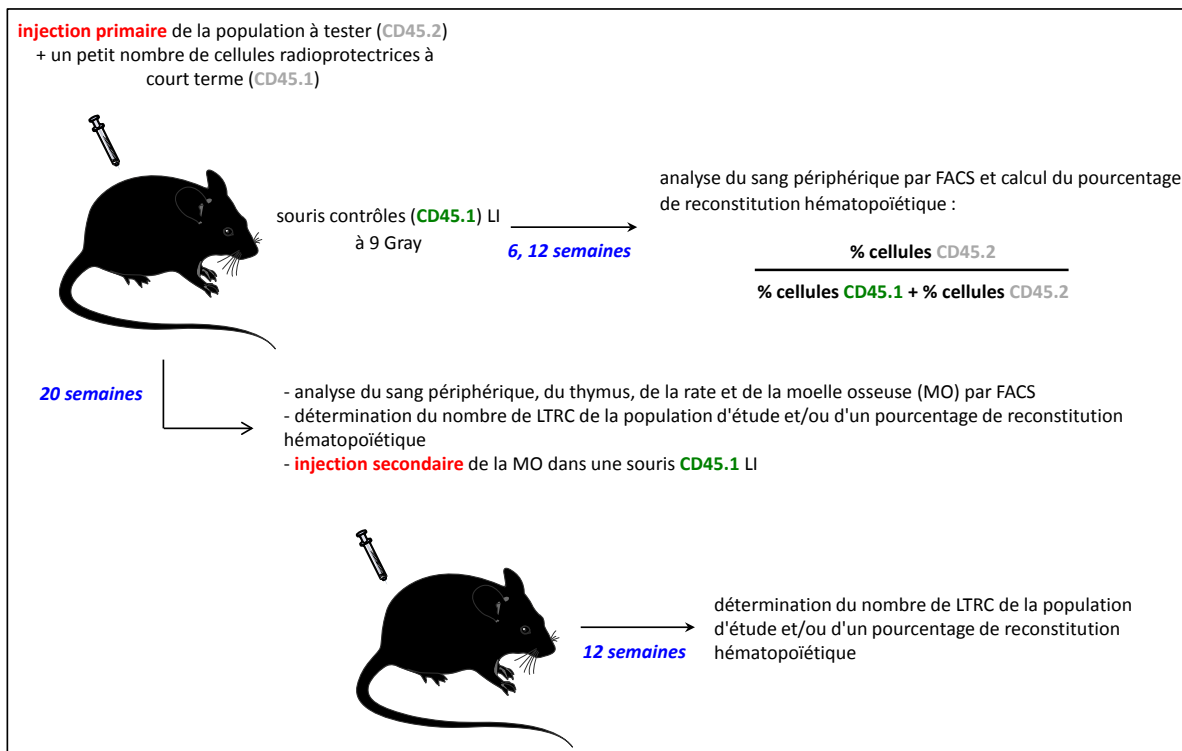 injection primaire de la population à tester (CD45.2)
+ un petit nombre de cellules radioprotectrices à
court terme (CD45.1)
souris contrôles (CD45.1) LI
à 9 Gray
6, 12 semaines
analyse du sang périphérique par FACS et calcul du pourcentage
de reconstitution hématopoïétique :
% cellules CD45.2
% cellules CD45.1 + % cellules CD45.2
20 semaines
- analyse du sang périphérique, du thymus, de la rate et de la moelle osseuse (MO) par FACS
- détermination du nombre de LTRC de la population d'étude et/ou d'un pourcentage de reconstitution
hématopoïétique
- injection secondaire de la MO dans une souris CD45.1 LI
12 semaines
détermination du nombre de LTRC de la population
d'étude et/ou d'un pourcentage de reconstitution
hématopoïétique